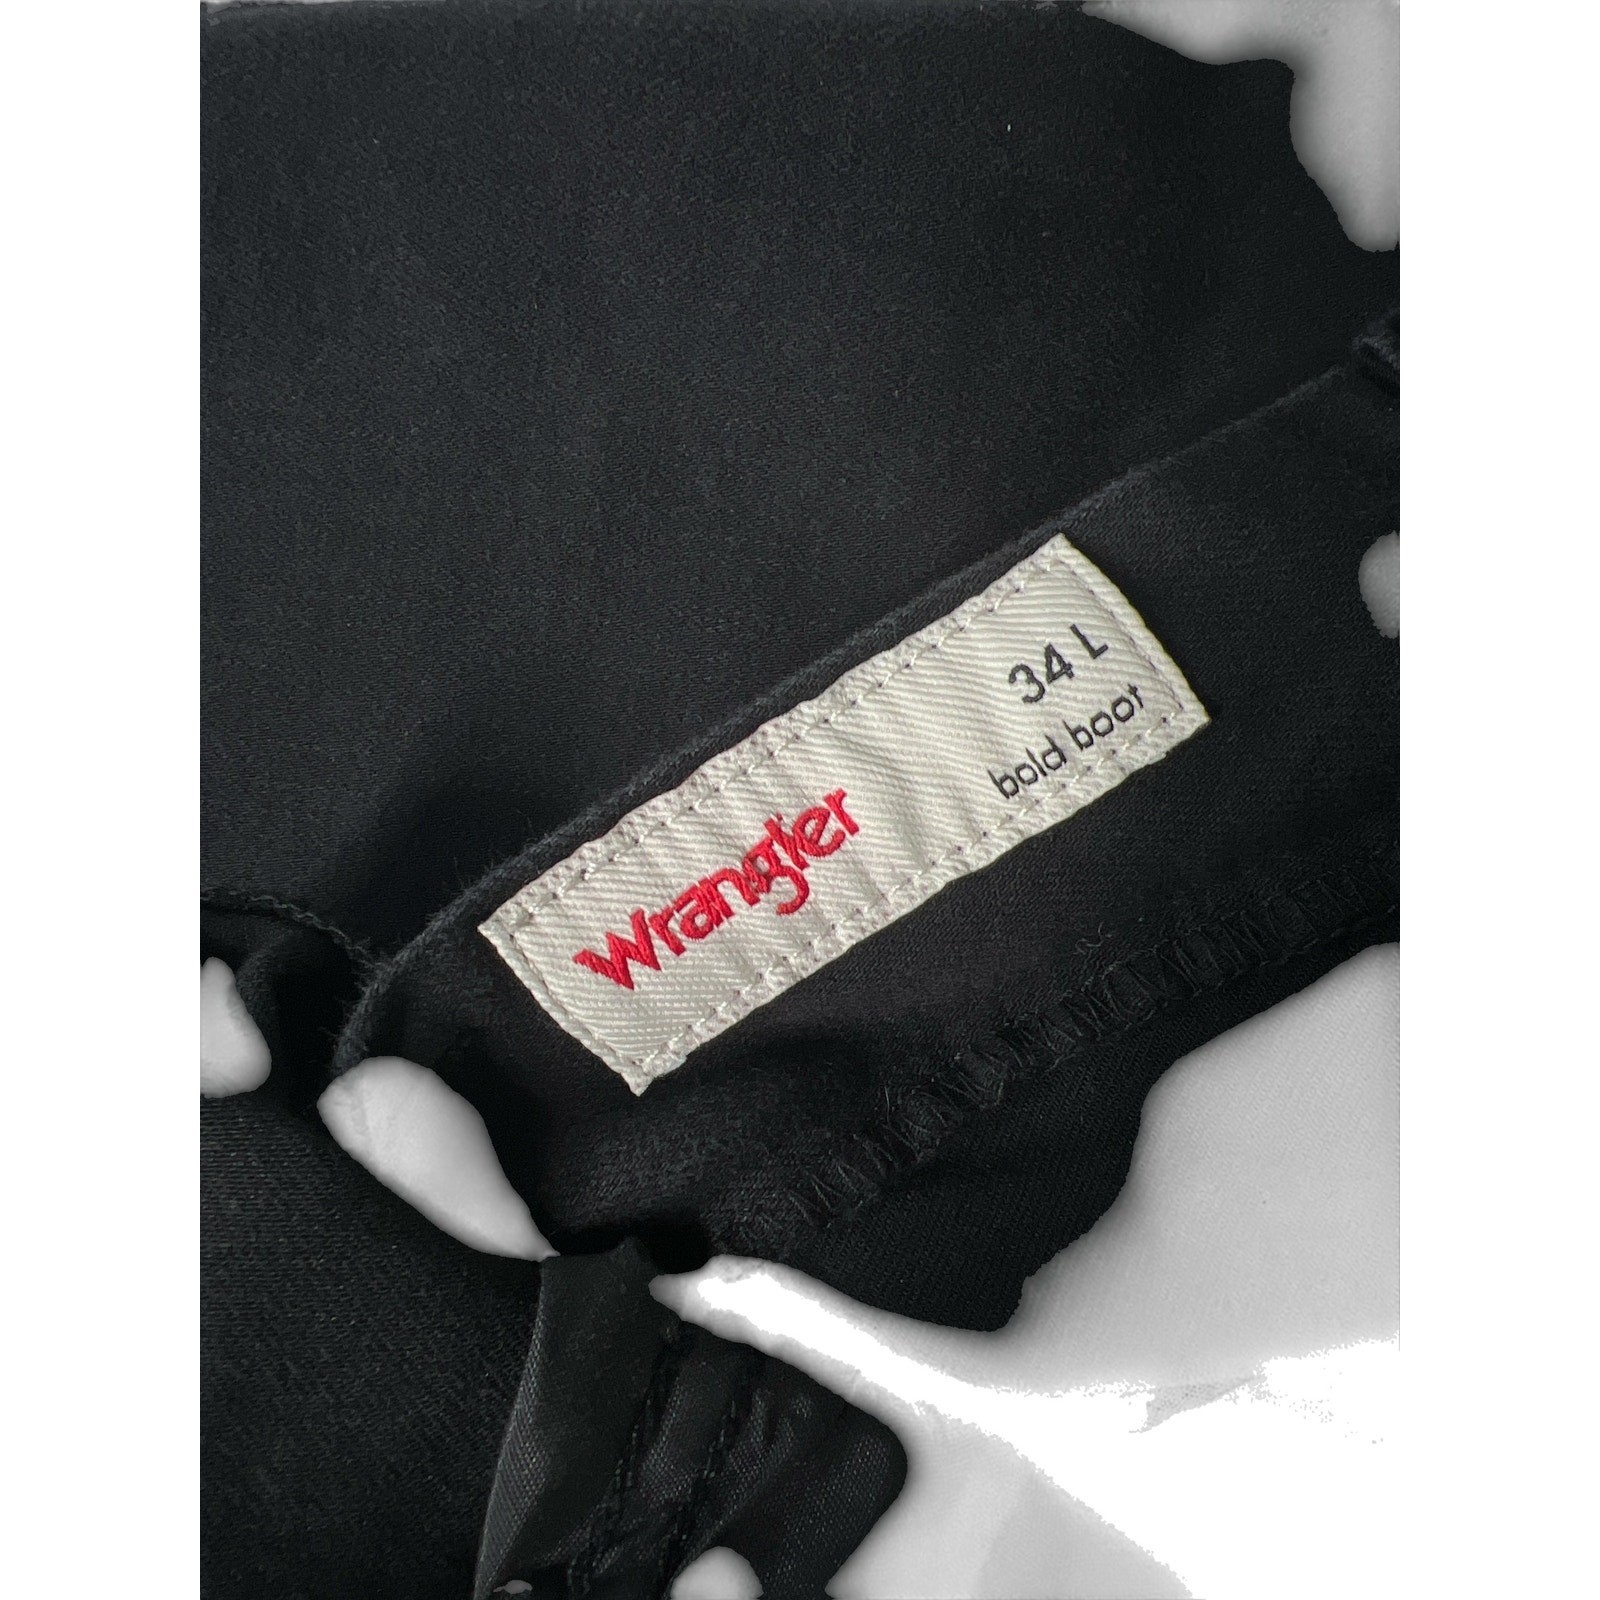 Wrangler
34 L
bold boot